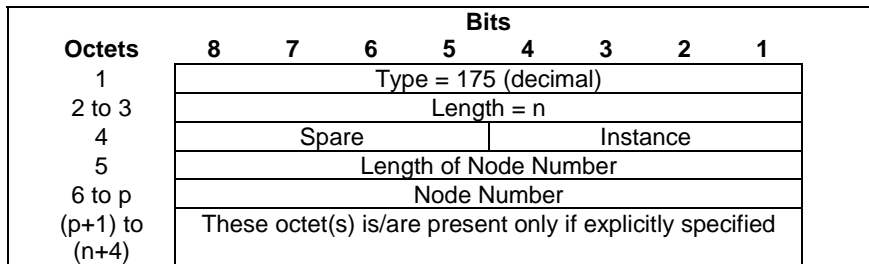 Bits
Octets 8 7 6 5 4 3 2 1
1 Type = 175 (decimal)
2 to 3 Length = n
4 Spare Instance
5 Length of Node Number
6 to p Node Number
(p+1) to These octet(s) is/are present only if explicitly specified
(n+4)